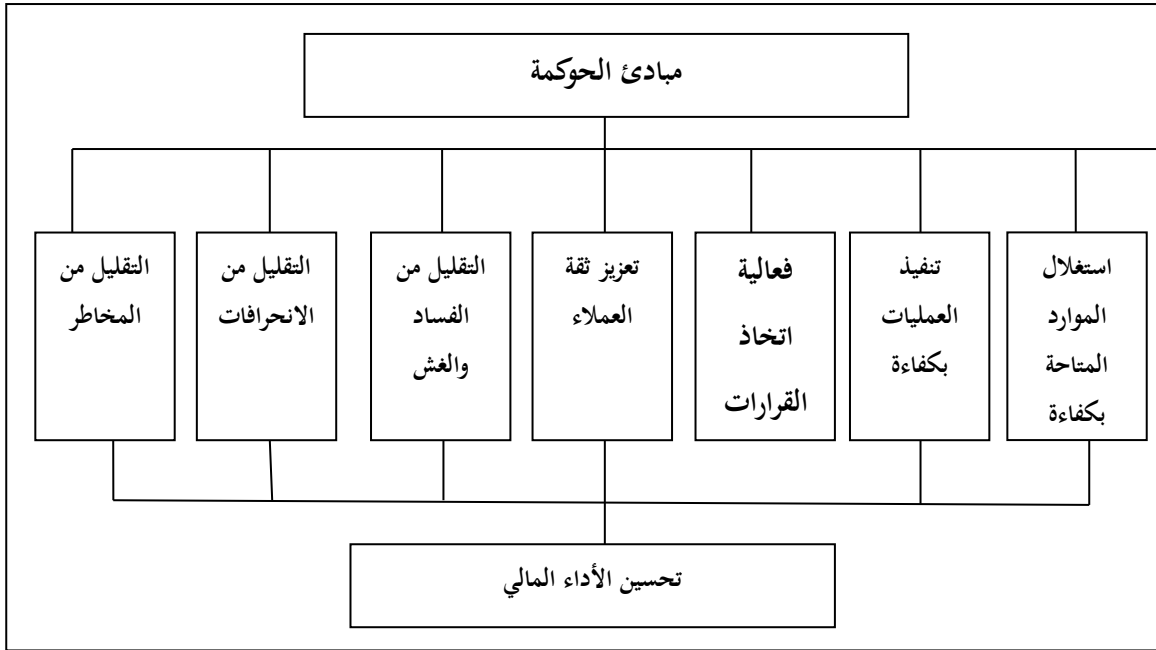 مبادئ الحوكمة
استغلال
الموارد
المتاحة
بكفاءة
تنفيذ
العمليات
بكفاءة
فعالية
اتخاذ
القرارات
تعزيز ثقة
العملاء
التقليل من
الفساد
والغش
التقليل من
الانحرافات
التقليل من
المخاطر
تحسين الأداء المالي